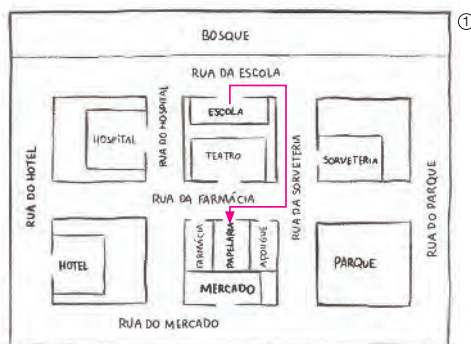 ①
BOSQUE
RUA DA ESCOLA
ESCOLA
HOSPITAL
RUA DO HOSPITAL
TEATRO
SORVETERIA
RUA DO HOTEL
RUA DA SORVETERIA
RUA DO PARQUE
RUA DA FARMÁCIA
FARMÁCIA
PAPELARIA
AÇOUGUE
HOTEL
PARQUE
MERCADO
RUA DO MERCADO